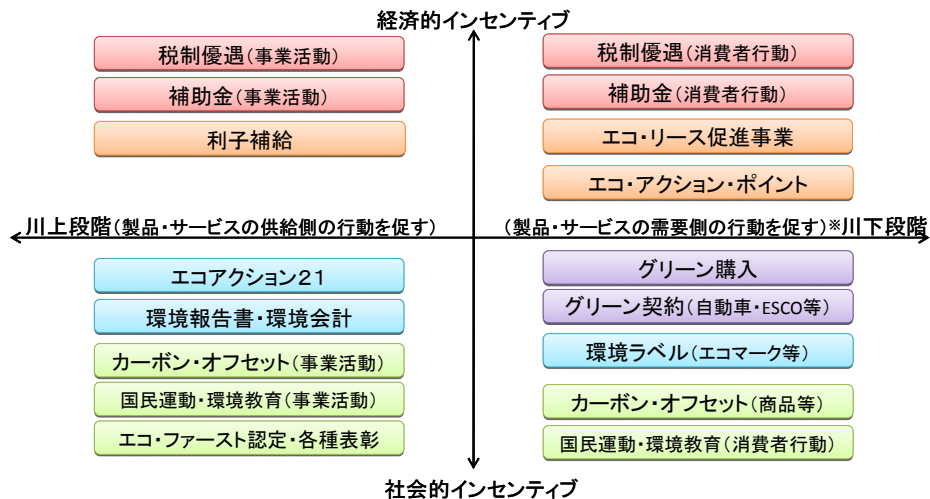 経済的インセンティブ
税制優遇(事業活動)
補助金(事業活動)
利子補給
税制優遇(消費者行動)
補助金(消費者行動)
エコ・リース促進事業
エコ・アクション・ポイント
川上段階(製品・サービスの供給側の行動を促す)
(製品・サービスの需要側の行動を促す)※川下段階
エコアクション21
環境報告書・環境会計
カーボン・オフセット(事業活動)
国民運動・環境教育(事業活動)
エコ・ファースト認定・各種表彰
グリーン購入
グリーン契約(自動車・ESCO等)
環境ラベル(エコマーク等)
カーボン・オフセット(商品等)
国民運動・環境教育(消費者行動)
社会的インセンティブ